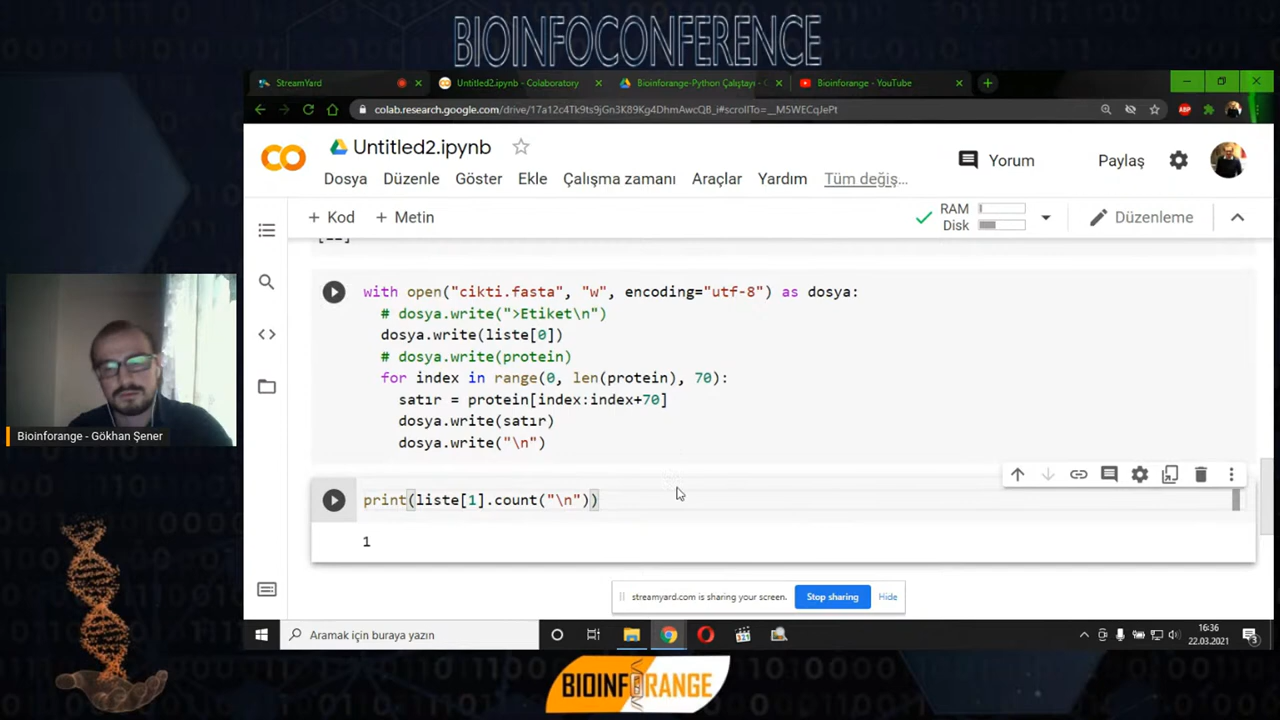 BIOINFOCONFERENCE
StreamYard
Untitled2.ipynb - Colaboratory
Bioinforange-Python Çalıştayı - G
Bioinforange - YouTube
colab.research.google.com/drive/17a12c4Tk9ts9jGn3K89Kg4DhmAwcQB_i#scrollTo=__M5WECqJePt
ABP
CO
Untitled2.ipynb
Yorum
Paylaş
Dosya Düzenle Göster Ekle Çalışma zamanı Araçlar Yardım Tüm değiş...
+ Kod + Metin
RAM
Disk
Düzenleme
with open("cikti.fasta", "w", encoding="utf-8") as dosya:
# dosya.write(">Etiket\n")
dosya.write(liste[0])
# dosya.write(protein)
for index in range(0, len(protein), 70):
satır = protein[index:index+70]
dosya.write(satır)
dosya.write("\n")
print(liste[1].count("\n"))
1
Bioinforange - Gökhan Şener
streamyard.com is sharing your screen.
Stop sharing
Hide
Aramak için buraya yazın
16:36
22.03.2021
3
BIOINFORANGE